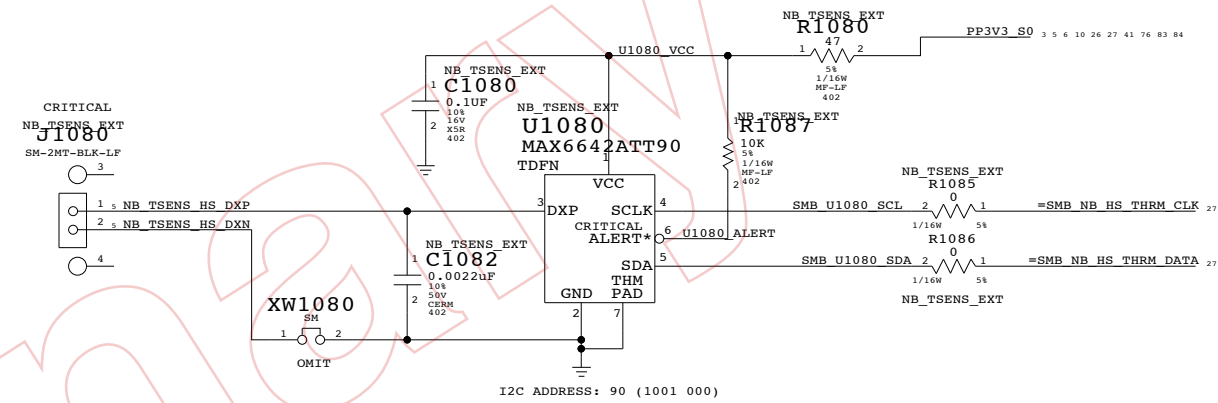 NB_TSENS_EXT
R1080
47
1 2
5%
1/16W
MF-LF
402
PP3V3_S0 3 5 6 10 26 27 41 76 83 84
U1080_VCC
NB_TSENS_EXT
C1080
1
0.1UF
10%
16V
X5R
402
2
NB_TSENS_EXT
U1080
MAX6642ATT90
TDFN
1
VCC
NB_TSENS_EXT
R1087
1
10K
5%
1/16W
MF-LF
402
2
CRITICAL
NB_TSENS_EXT
J1080
SM-2MT-BLK-LF
3
1 5 NB_TSENS_HS_DXP
2 5 NB_TSENS_HS_DXN
4
3 DXP
SCLK 4
CRITICAL
ALERT* 6 U1080_ALERT
SDA 5
THM
PAD
GND
2 7
NB_TSENS_EXT
R1085
0
SMB_U1080_SCL 2 1 =SMB_NB_HS_THRM_CLK 27
1/16W 5%
R1086
0
SMB_U1080_SDA 2 1 =SMB_NB_HS_THRM_DATA 27
1/16W 5%
NB_TSENS_EXT
NB_TSENS_EXT
C1082
1
0.0022uF
10%
50V
CERM
402
2
XW1080
SM
1 2
OMIT
I2C ADDRESS: 90 (1001 000)
nary